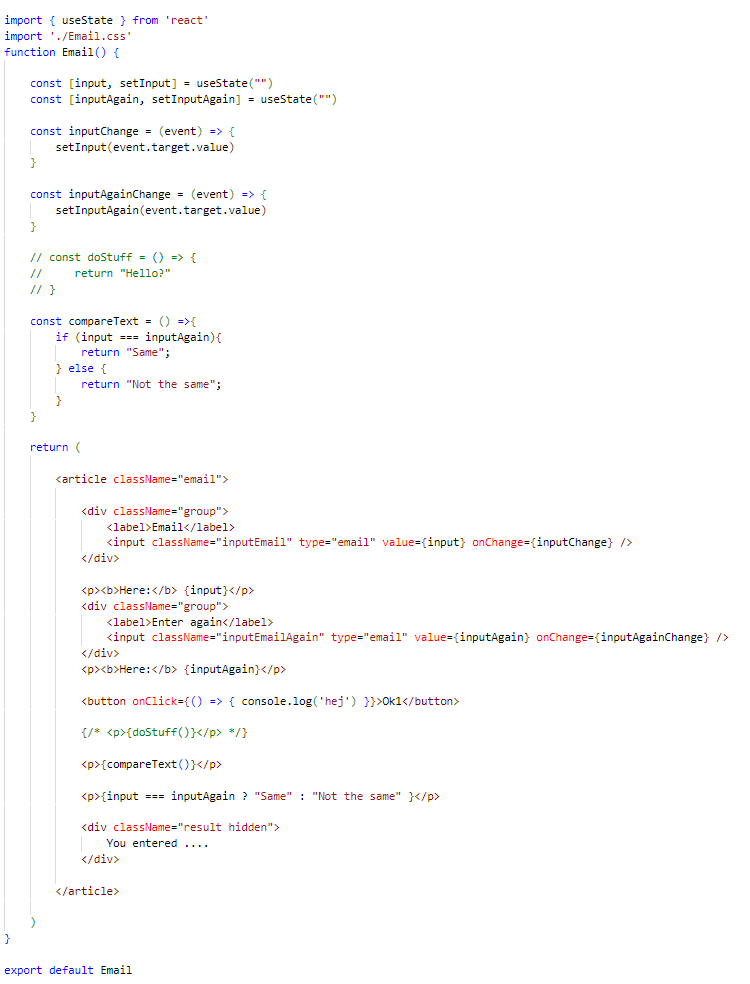 import { useState } from 'react'
import './Email.css'
function Email() {
const [input, setInput] = useState("")
const [inputAgain, setInputAgain] = useState("")
const inputChange = (event) => {
setInput(event.target.value)
}
const inputAgainChange = (event) => {
setInputAgain(event.target.value)
}
// const doStuff = () => {
//     return "Hello?"
// }
const compareText = () =>{
if (input === inputAgain){
return "Same";
} else {
return "Not the same";
}
}
return (
<article className="email">
<div className="group">
<label>Email</label>
<input className="inputEmail" type="email" value={input} onChange={inputChange} />
</div>
<p><b>Here:</b> {input}</p>
<div className="group">
<label>Enter again</label>
<input className="inputEmailAgain" type="email" value={inputAgain} onChange={inputAgainChange} />
</div>
<p><b>Here:</b> {inputAgain}</p>
<button onClick={() => { console.log('hej') }}>Ok1</button>
{/* <p>{doStuff()}</p> */}
<p>{compareText()}</p>
<p>{input === inputAgain ? "Same" : "Not the same" }</p>
<div className="result hidden">
You entered ....
</div>
</article>
)
}
export default Email